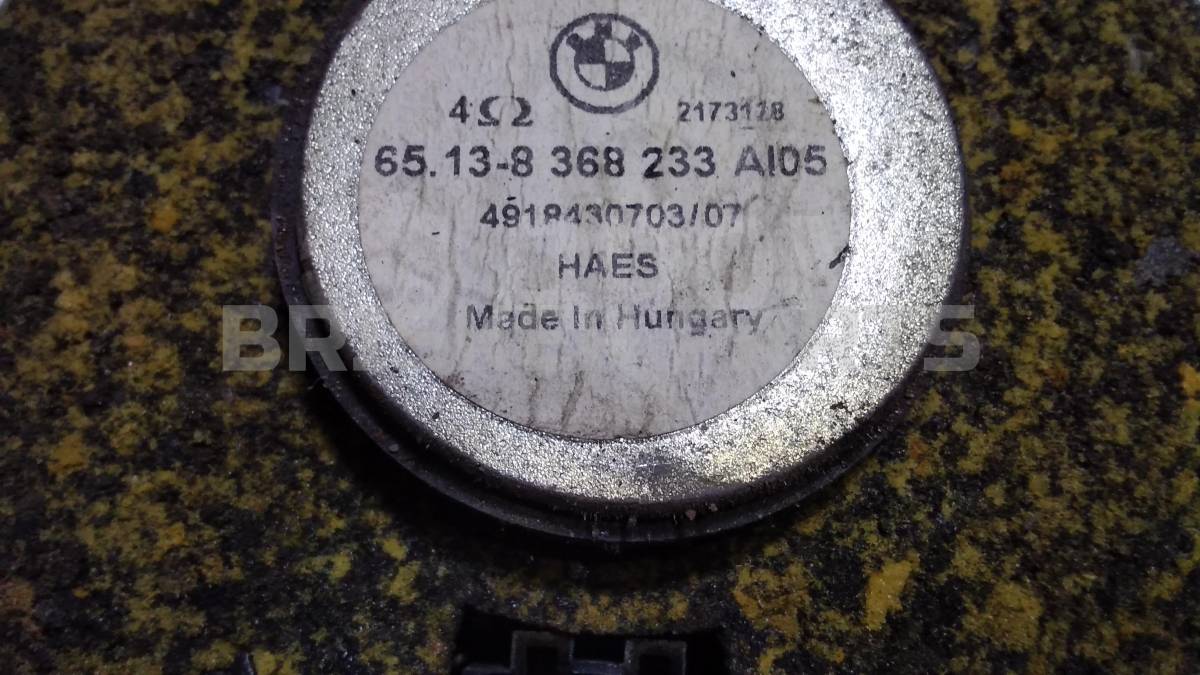 4Ω 2173128
65.13-8 368 233 AI05
4918430703/07
HAES
Made In Hungary